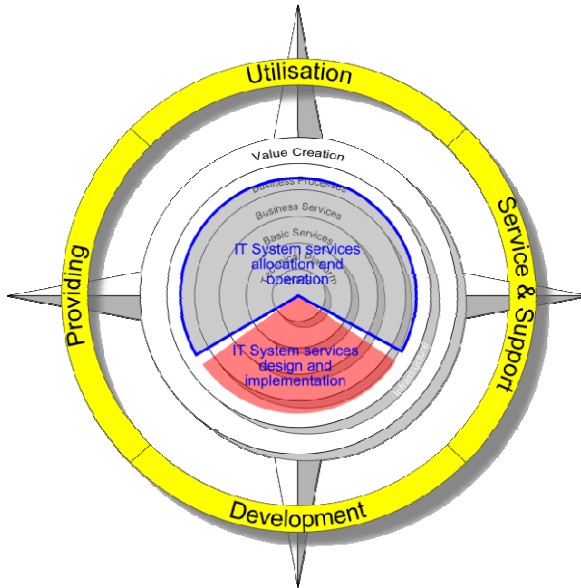 Utilisation
Value Creation
Business Processes
Business Services
Basic Services
IT System services
allocation and
operation
IT System services
design and
implementation
Infrastructure
Providing
Service & Support
Development